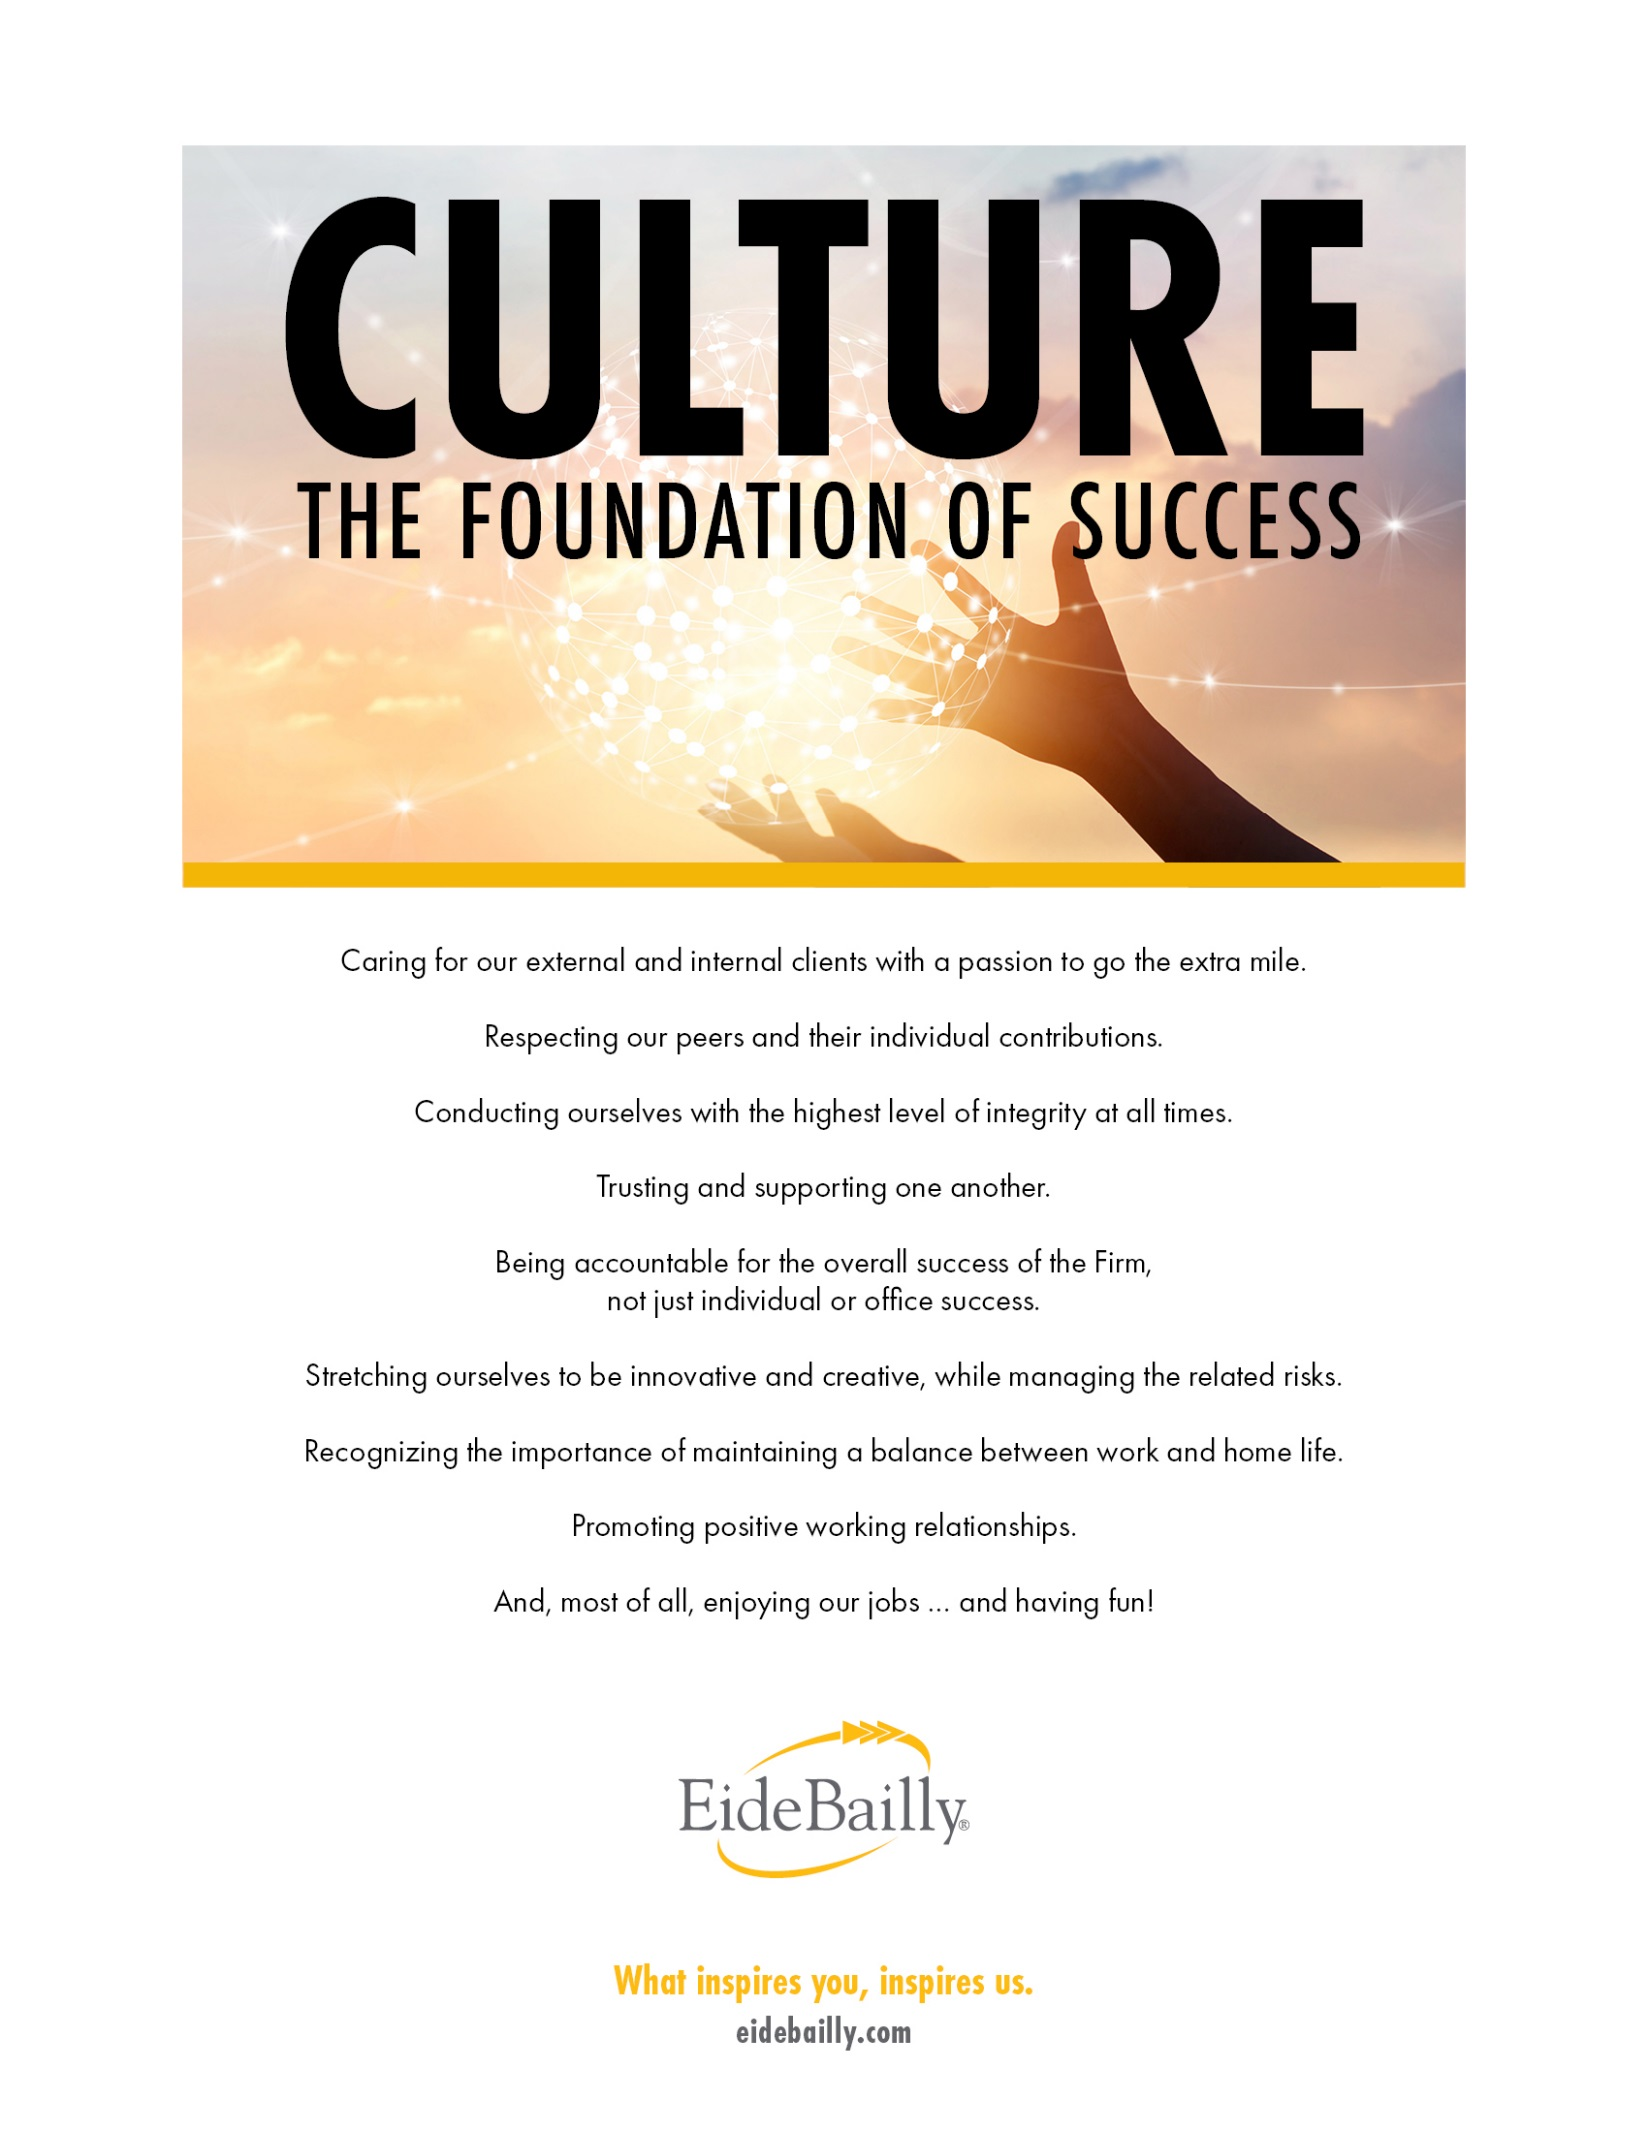 CULTURE
THE FOUNDATION OF SUCCESS
Caring for our external and internal clients with a passion to go the extra mile.
Respecting our peers and their individual contributions.
Conducting ourselves with the highest level of integrity at all times.
Trusting and supporting one another.
Being accountable for the overall success of the Firm,
not just individual or office success.
Stretching ourselves to be innovative and creative, while managing the related risks.
Recognizing the importance of maintaining a balance between work and home life.
Promoting positive working relationships.
And, most of all, enjoying our jobs ... and having fun!
EideBailly®
What inspires you, inspires us.
eidebailly.com